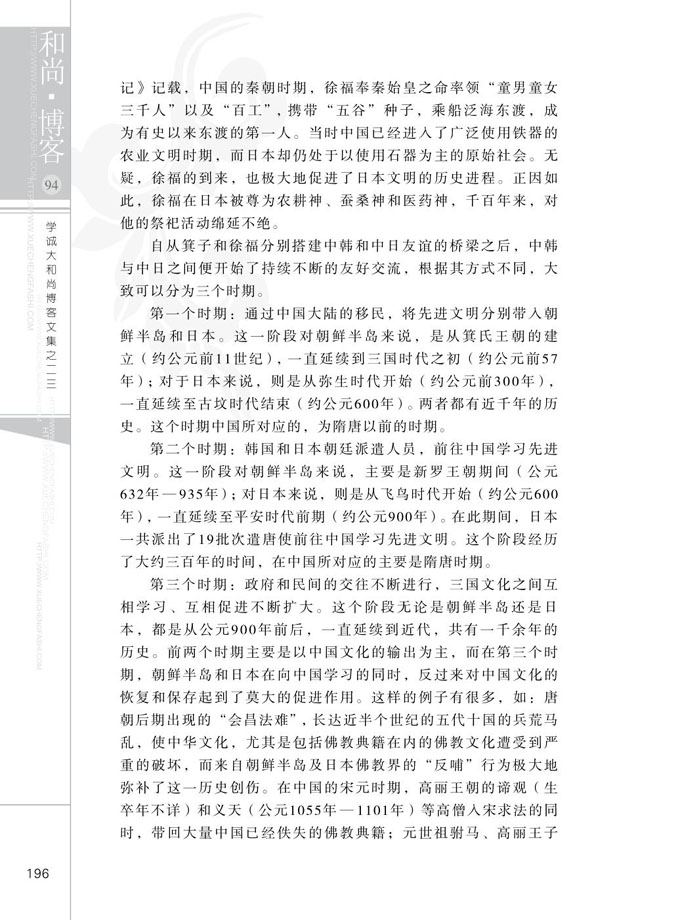 和尚·博客
94
学诚大和尚博客文集之二三
HTTP://WWW.XUECHENGFASHI.COM
记》记载，中国的秦朝时期，徐福奉秦始皇之命率领“童男童女
三千人”以及“百工”，携带“五谷”种子，乘船泛海东渡，成
为有史以来东渡的第一人。当时中国已经进入了广泛使用铁器的
农业文明时期，而日本却仍处于以使用石器为主的原始社会。无
疑，徐福的到来，也极大地促进了日本文明的历史进程。正因如
此，徐福在日本被尊为农耕神、蚕桑神和医药神，千百年来，对
他的祭祀活动绵延不绝。
自从箕子和徐福分别搭建中韩和中日友谊的桥梁之后，中韩
与中日之间便开始了持续不断的友好交流，根据其方式不同，大
致可以分为三个时期。
第一个时期：通过中国大陆的移民，将先进文明分别带入朝
鲜半岛和日本。这一阶段对朝鲜半岛来说，是从箕氏王朝的建
立（约公元前11世纪），一直延续到三国时代之初（约公元前57
年）；对于日本来说，则是从弥生时代开始（约公元前300年），
一直延续至古坟时代结束（约公元600年）。两者都有近千年的历
史。这个时期中国所对应的，为隋唐以前的时期。
第二个时期：韩国和日本朝廷派遣人员，前往中国学习先进
文明。这一阶段对朝鲜半岛来说，主要是新罗王朝期间（公元
632年—935年）；对日本来说，则是从飞鸟时代开始（约公元600
年），一直延续至平安时代前期（约公元900年）。在此期间，日本
一共派出了19批次遣唐使前往中国学习先进文明。这个阶段经历
了大约三百年的时间，在中国所对应的主要是隋唐时期。
第三个时期：政府和民间的交往不断进行，三国文化之间互
相学习、互相促进不断扩大。这个阶段无论是朝鲜半岛还是日
本，都是从公元900年前后，一直延续到近代，共有一千余年的
历史。前两个时期主要是以中国文化的输出为主，而在第三个时
期，朝鲜半岛和日本在向中国学习的同时，反过来对中国文化的
恢复和保存起到了莫大的促进作用。这样的例子有很多，如：唐
朝后期出现的“会昌法难”，长达近半个世纪的五代十国的兵荒马
乱，使中华文化，尤其是包括佛教典籍在内的佛教文化遭受到严
重的破坏，而来自朝鲜半岛及日本佛教界的“反哺”行为极大地
弥补了这一历史创伤。在中国的宋元时期，高丽王朝的谛观（生
卒年不详）和义天（公元1055年—1101年）等高僧入宋求法的同
时，带回大量中国已经佚失的佛教典籍；元世祖驸马、高丽王子
196